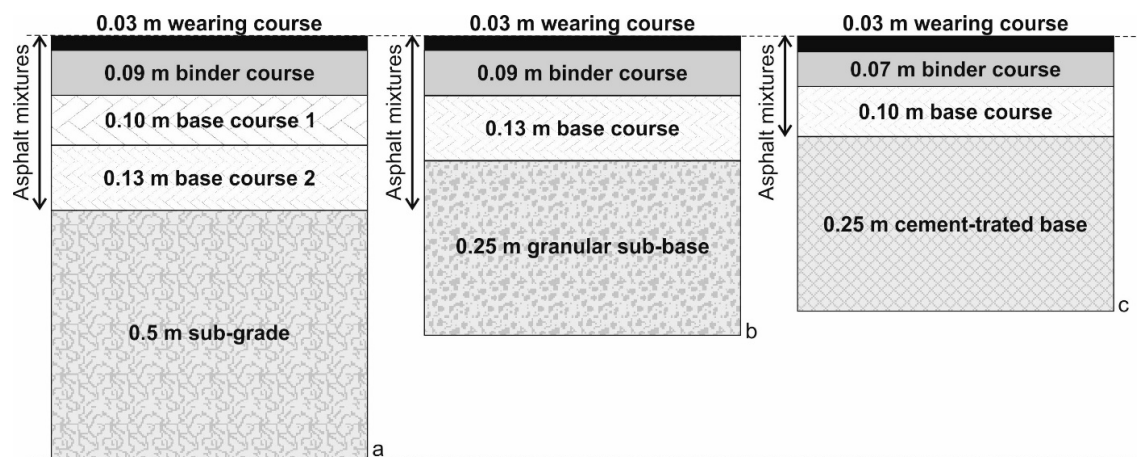 0.03 m wearing course
Asphalt mixtures
0.09 m binder course
0.10 m base course 1
0.13 m base course 2
0.5 m sub-grade
a
0.03 m wearing course
Asphalt mixtures
0.09 m binder course
0.13 m base course
0.25 m granular sub-base
b
0.03 m wearing course
Asphalt mixtures
0.07 m binder course
0.10 m base course
0.25 m cement-trated base
c